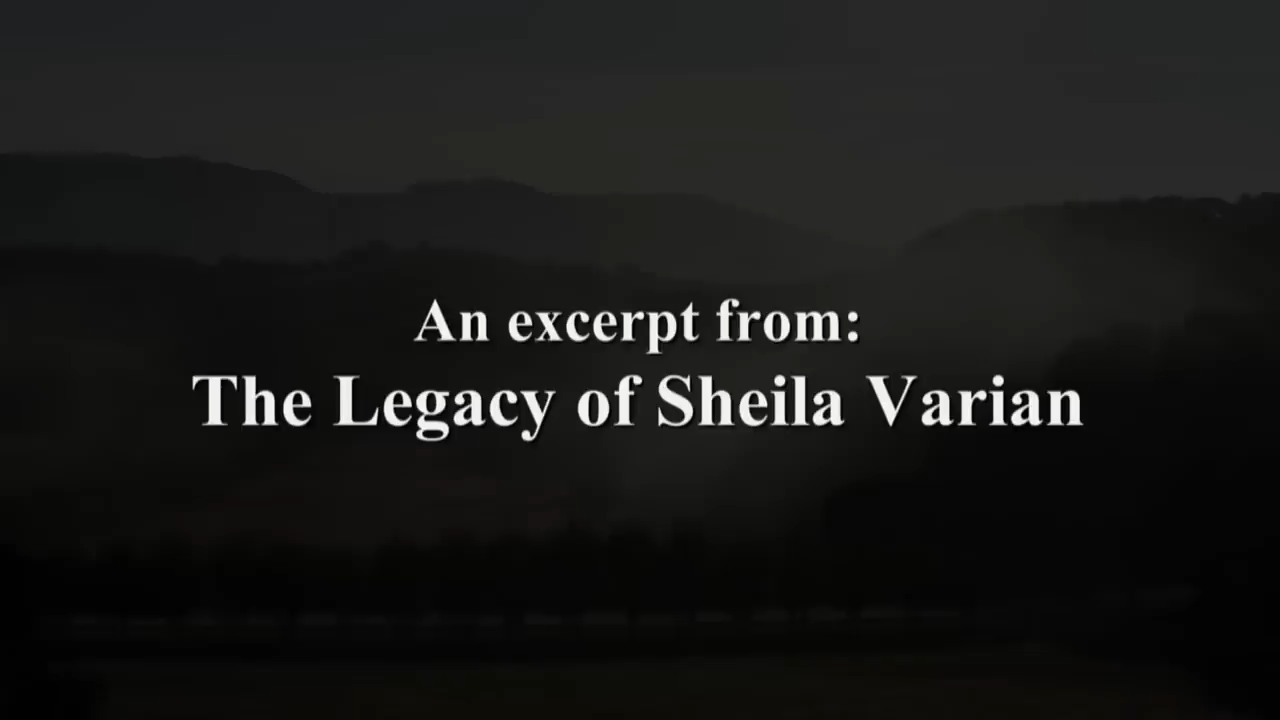 An excerpt from:
The Legacy of Sheila Varian